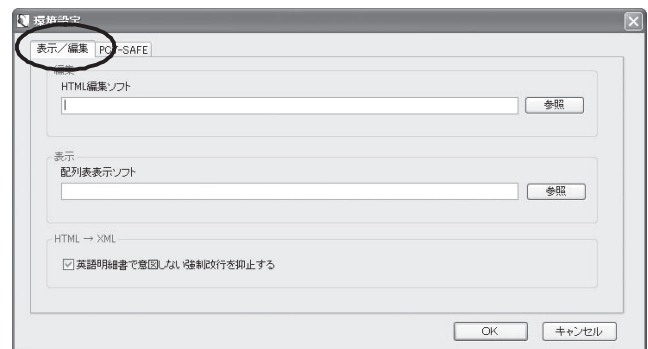 環境設定
表示／編集 PCT-SAFE
編集
HTML編集ソフト
参照
表示
配列表表示ソフト
参照
HTML → XML
英語明細書で意図しない強制改行を抑止する
OK キャンセル